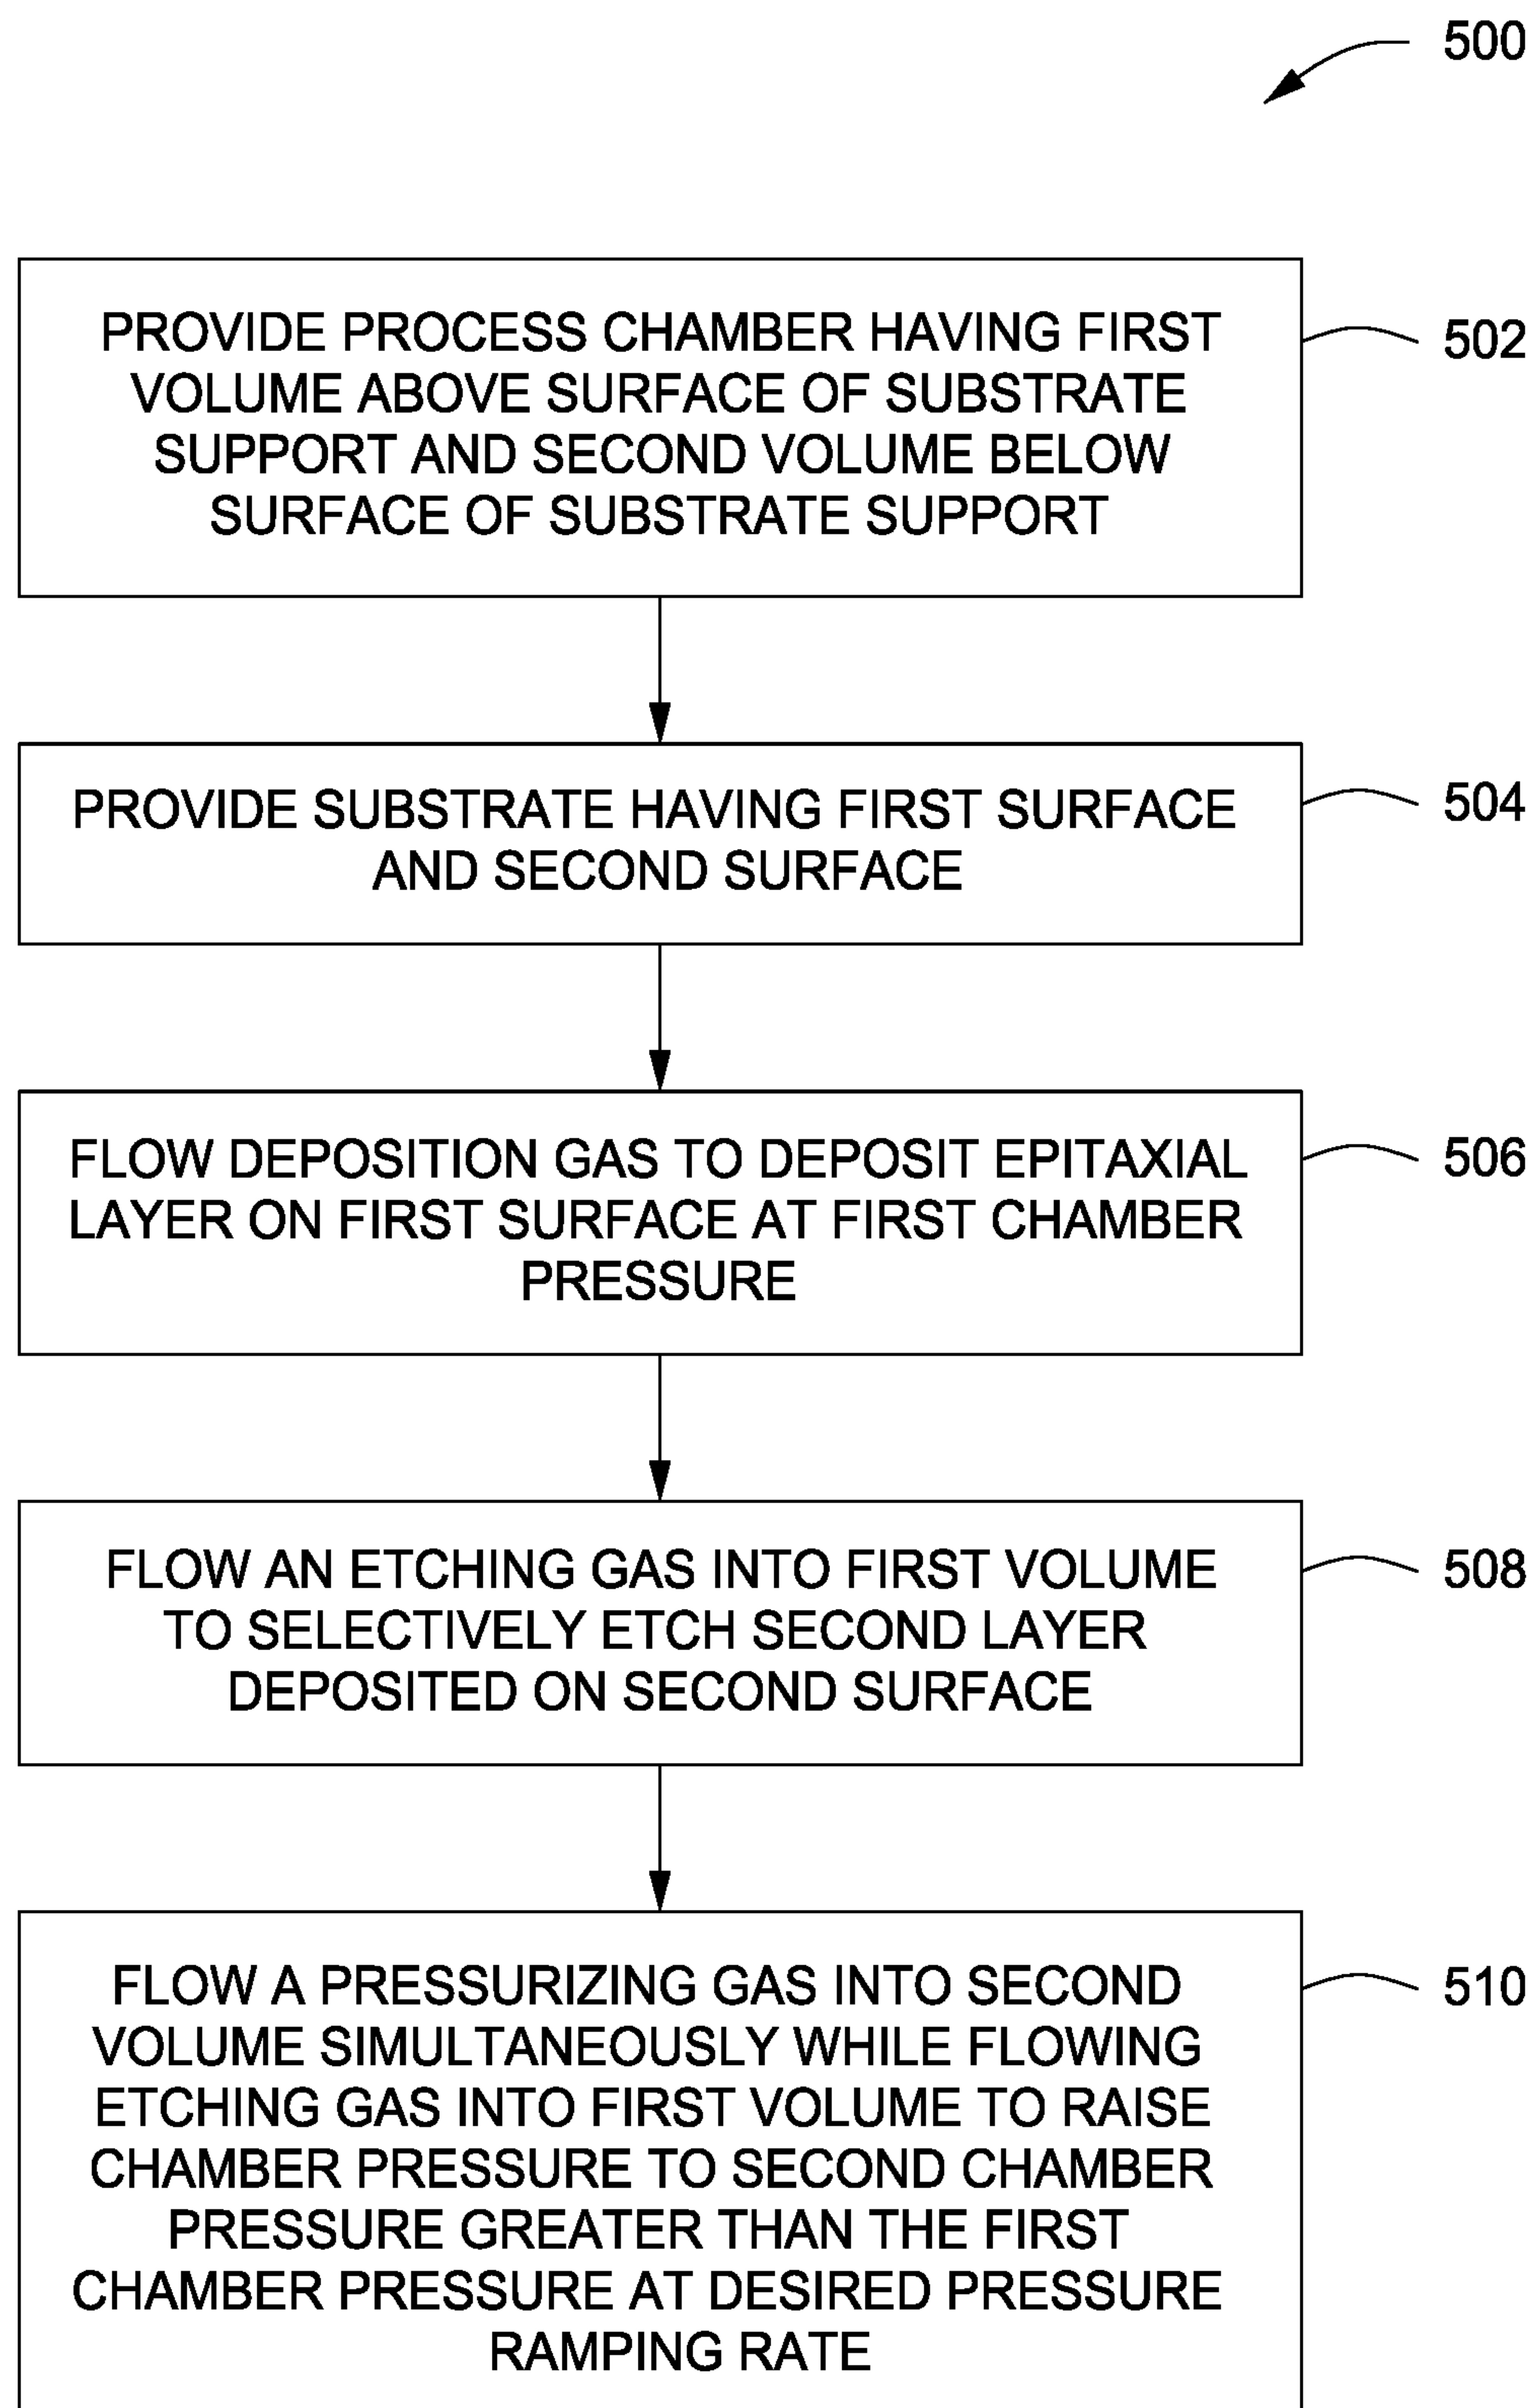 500
PROVIDE PROCESS CHAMBER HAVING FIRST
VOLUME ABOVE SURFACE OF SUBSTRATE
SUPPORT AND SECOND VOLUME BELOW
SURFACE OF SUBSTRATE SUPPORT
502
PROVIDE SUBSTRATE HAVING FIRST SURFACE
AND SECOND SURFACE
504
FLOW DEPOSITION GAS TO DEPOSIT EPITAXIAL
LAYER ON FIRST SURFACE AT FIRST CHAMBER
PRESSURE
506
FLOW AN ETCHING GAS INTO FIRST VOLUME
TO SELECTIVELY ETCH SECOND LAYER
DEPOSITED ON SECOND SURFACE
508
FLOW A PRESSURIZING GAS INTO SECOND
VOLUME SIMULTANEOUSLY WHILE FLOWING
ETCHING GAS INTO FIRST VOLUME TO RAISE
CHAMBER PRESSURE TO SECOND CHAMBER
PRESSURE GREATER THAN THE FIRST
CHAMBER PRESSURE AT DESIRED PRESSURE
RAMPING RATE
510